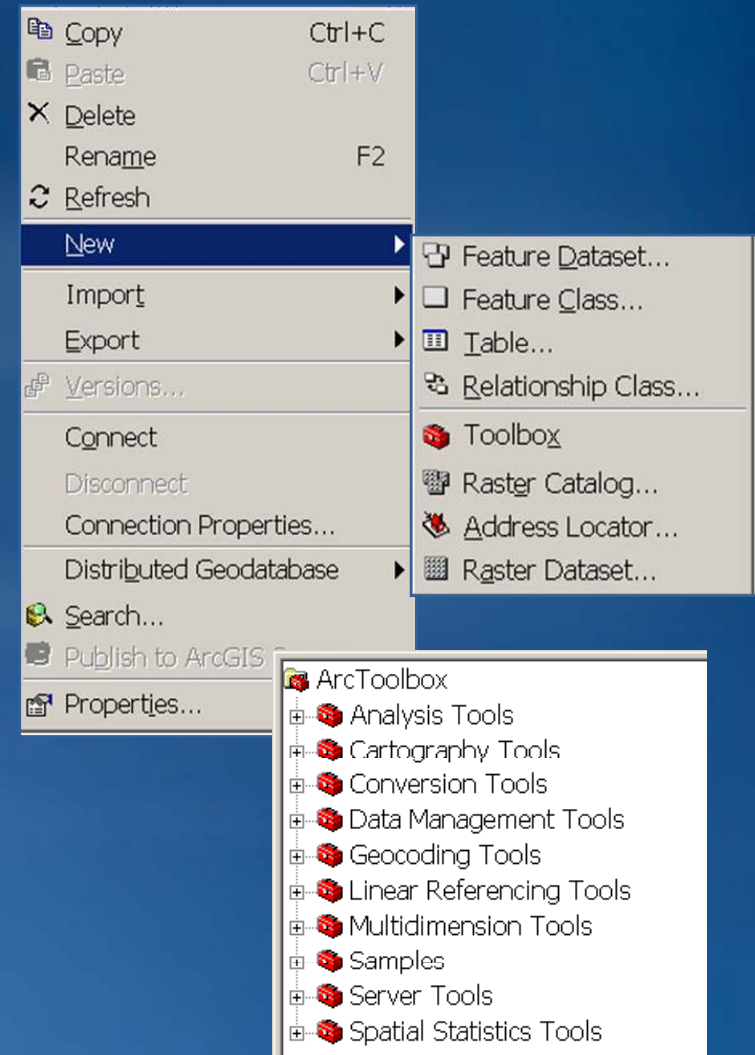 Copy Ctrl+C
Paste Ctrl+V
Delete
Rename F2
Refresh
New
Import
Export
Versions...
Connect
Disconnect
Connection Properties...
Distributed Geodatabase
Search...
Publish to ArcGIS
Properties...
Feature Dataset...
Feature Class...
Table...
Relationship Class...
Toolbox
Raster Catalog...
Address Locator...
Raster Dataset...
ArcToolbox
Analysis Tools
Cartography Tools
Conversion Tools
Data Management Tools
Geocoding Tools
Linear Referencing Tools
Multidimension Tools
Samples
Server Tools
Spatial Statistics Tools